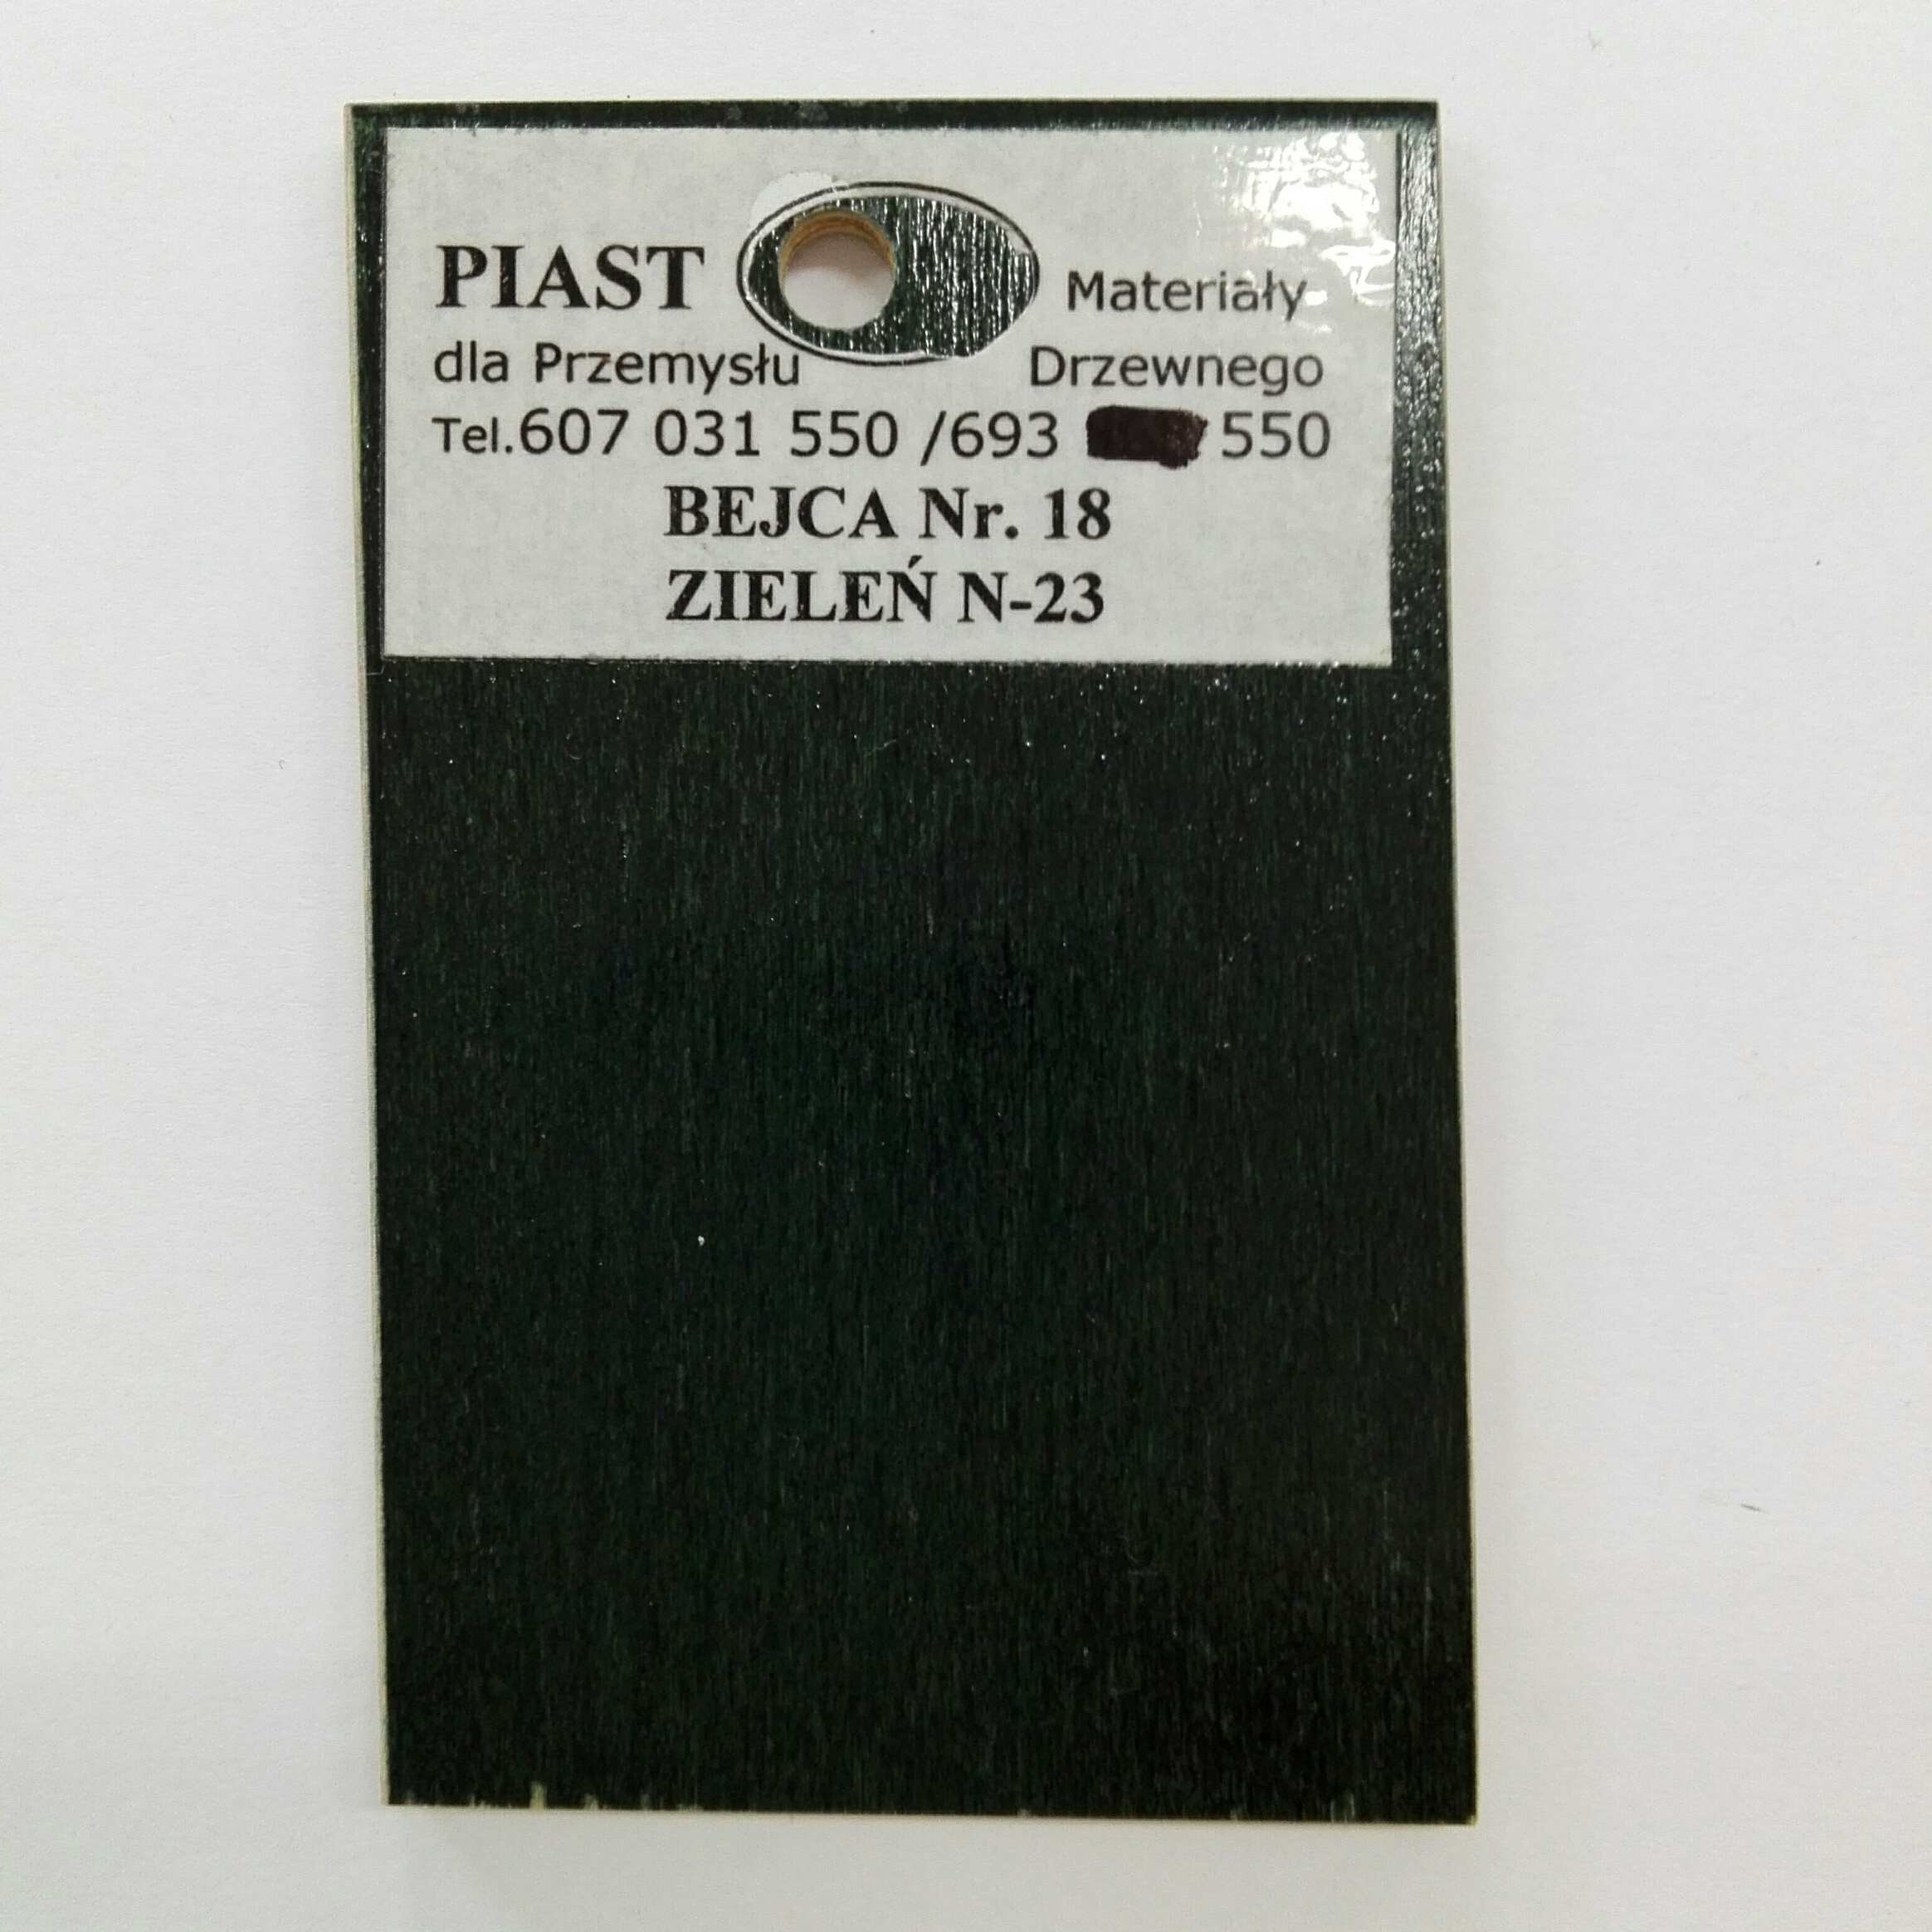 PIAST Materiały
dla Przemysłu Drzewnego
Tel.607 031 550 /693 550
BEJCA Nr. 18
ZIELEŃ N-23